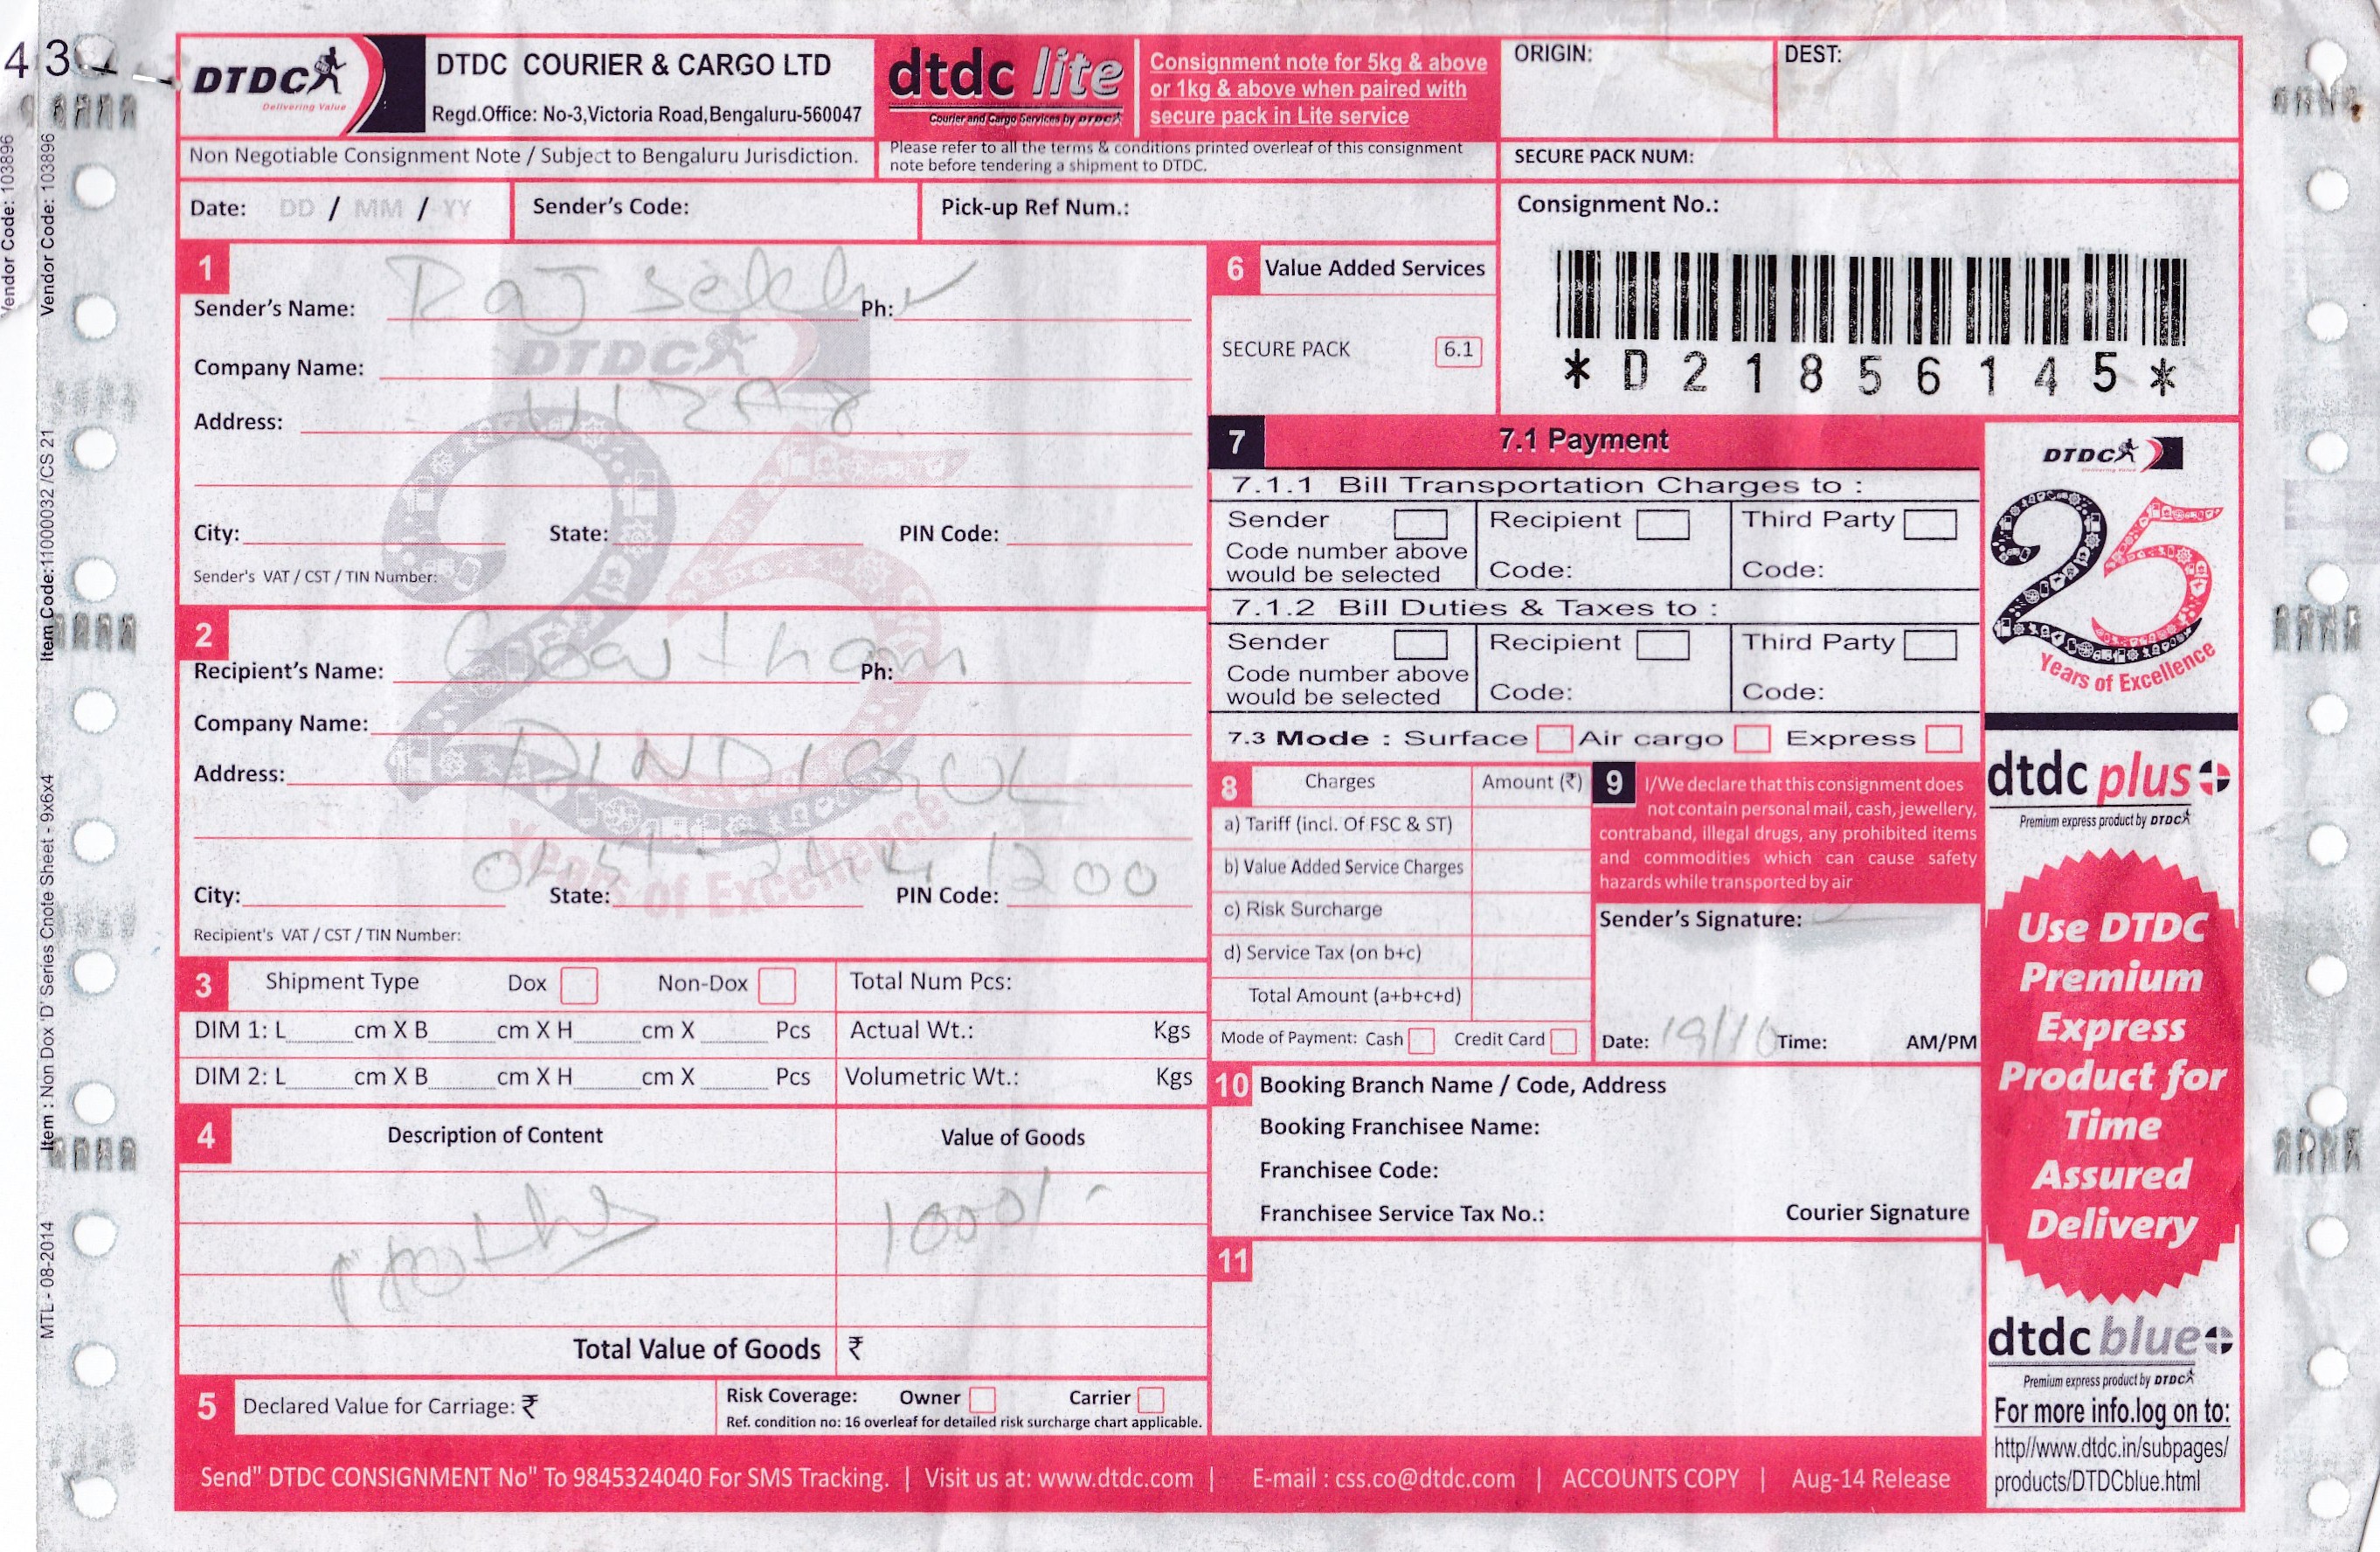 43
DTDC
Delivering Value
DTDC COURIER & CARGO LTD
Regd.Office: No-3,Victoria Road,Bengaluru-560047
dtdc lite
Courier and Cargo Services by DTDC
Consignment note for 5kg & above
or 1kg & above when paired with
secure pack in Lite service
ORIGIN:
DEST:
Non Negotiable Consignment Note / Subject to Bengaluru Jurisdiction.
Please refer to all the terms & conditions printed overleaf of this consignment
note before tendering a shipment to DTDC.
SECURE PACK NUM:
Date: DD / MM / YY
Sender's Code:
Pick-up Ref Num.:
Consignment No.:
*D21856145*
1
Sender's Name: Raj Sekhr
Ph:
Company Name:
Address:
City: State: PIN Code:
Sender's VAT / CST / TIN Number:
DTDC
25
Years of Excellence
2
Recipient's Name: Gowtham
Ph:
Company Name:
Address: DINDIGUL
0451-2441200
City: State: PIN Code:
Recipient's VAT / CST / TIN Number:
3
Shipment Type Dox Non-Dox
Total Num Pcs:
DIM 1: L cm X B cm X H cm X Pcs
Actual Wt.: Kgs
DIM 2: L cm X B cm X H cm X Pcs
Volumetric Wt.: Kgs
4
Description of Content
Value of Goods
1000/-
Total Value of Goods ₹
5
Declared Value for Carriage: ₹
Risk Coverage: Owner Carrier
Ref. condition no: 16 overleaf for detailed risk surcharge chart applicable.
6 Value Added Services
SECURE PACK 6.1
7 7.1 Payment
7.1.1 Bill Transportation Charges to :
Sender Recipient Third Party
Code number above
would be selected
Code: Code:
7.1.2 Bill Duties & Taxes to :
Sender Recipient Third Party
Code number above
would be selected
Code: Code:
7.3 Mode : Surface Air cargo Express
8 Charges Amount (₹)
a) Tariff (incl. Of FSC & ST)
b) Value Added Service Charges
c) Risk Surcharge
d) Service Tax (on b+c)
Total Amount (a+b+c+d)
Mode of Payment: Cash Credit Card
9 I/We declare that this consignment does
not contain personal mail, cash, jewellery,
contraband, illegal drugs, any prohibited items
and commodities which can cause safety
hazards while transported by air
Sender's Signature:
Date: 19/10 Time: AM/PM
10 Booking Branch Name / Code, Address
Booking Franchisee Name:
Franchisee Code:
Franchisee Service Tax No.: Courier Signature
11
DTDC
Delivering Value
25
Years of Excellence
dtdc plus
Premium express product by DTDC
Use DTDC
Premium
Express
Product for
Time
Assured
Delivery
dtdc blue
Premium express product by DTDC
For more info.log on to:
http//www.dtdc.in/subpages/
products/DTDCblue.html
Send" DTDC CONSIGNMENT No" To 9845324040 For SMS Tracking. | Visit us at: www.dtdc.com | E-mail : css.co@dtdc.com | ACCOUNTS COPY | Aug-14 Release
Vendor Code: 103896
MTL - 08-2014 Item : Non Dox 'D' Series Cnote Sheet - 9x6x4 Item Code:11000032 /CS 21 Vendor Code: 103896